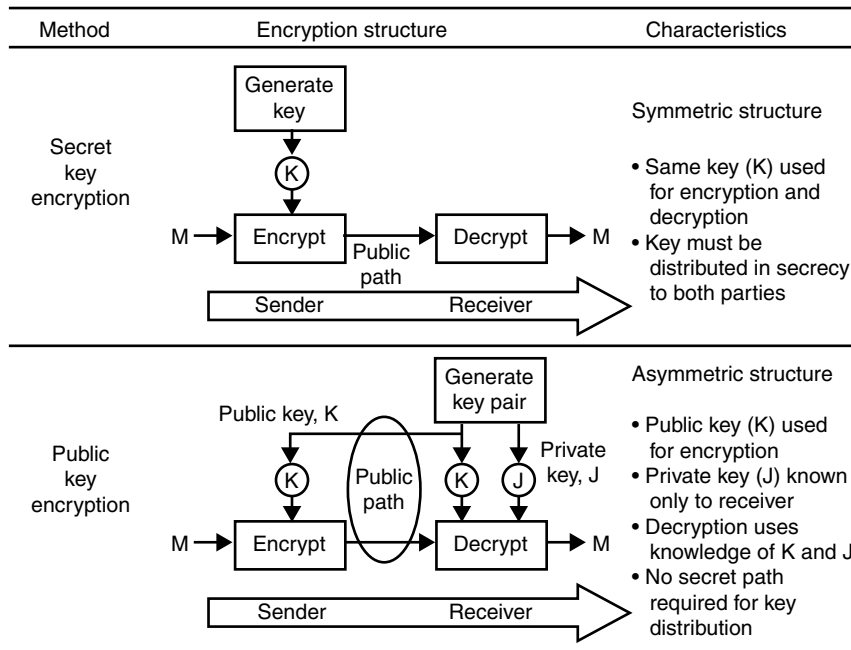 Method
Encryption structure
Characteristics
Secret
key
encryption
Generate
key
K
M
Encrypt
Public
path
Decrypt
M
Sender
Receiver
Symmetric structure
• Same key (K) used
for encryption and
decryption
• Key must be
distributed in secrecy
to both parties
Public
key
encryption
Generate
key pair
Public key, K
Private
key, J
K
Public
path
K
J
M
Encrypt
Decrypt
M
Sender
Receiver
Asymmetric structure
• Public key (K) used
for encryption
• Private key (J) known
only to receiver
• Decryption uses
knowledge of K and J
• No secret path
required for key
distribution